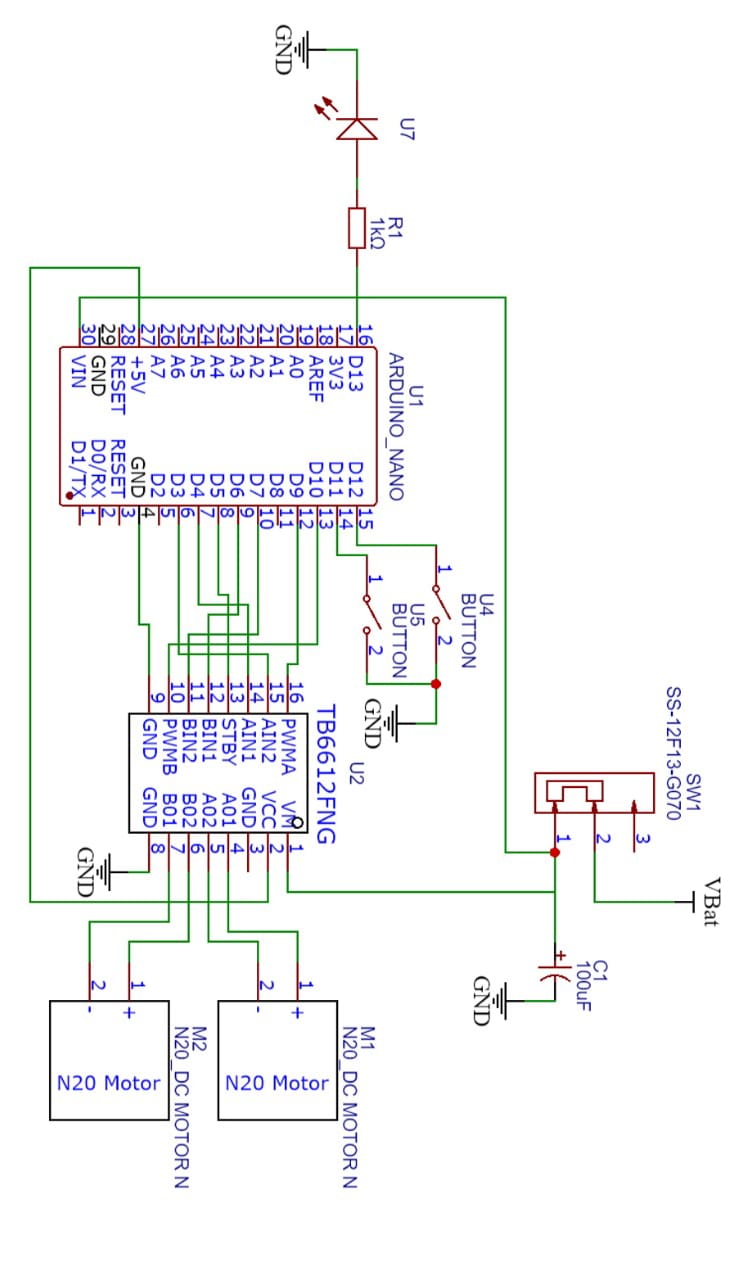 VBat
SW1
SS-12F13-G070
3
2
1
C1
100uF
+
GND
U4
BUTTON
1
2
U5
BUTTON
1
2
GND
U7
GND
R1
1kΩ
U1
ARDUINO_NANO
16 D13 D12 15
17 3V3 D11 14
18 AREF D10 13
19 A0 D9 12
20 A1 D8 11
21 A2 D7 10
22 A3 D6 9
23 A4 D5 8
24 A5 D4 7
25 A6 D3 6
26 A7 D2 5
27 +5V GND 4
28 RESET RESET 3
29 GND D0/RX 2
30 VIN D1/TX 1
U2
TB6612FNG
16 PWMA VM 1
15 AIN2 VCC 2
14 AIN1 GND 3
13 STBY A01 4
12 BIN1 A02 5
11 BIN2 B02 6
10 PWMB B01 7
9 GND GND 8
GND
M1
N20_DC MOTOR N
1 +
2 -
N20 Motor
M2
N20_DC MOTOR N
1 +
2 -
N20 Motor